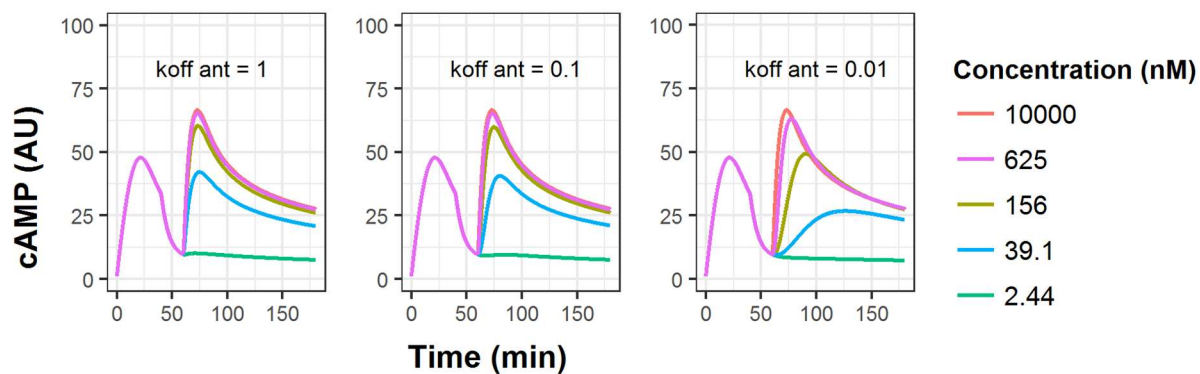 cAMP (AU)
100
75
50
25
0
koff ant = 1
0 50 100 150
100
75
50
25
0
koff ant = 0.1
0 50 100 150
100
75
50
25
0
koff ant = 0.01
0 50 100 150
Time (min)
Concentration (nM)
10000
625
156
39.1
2.44